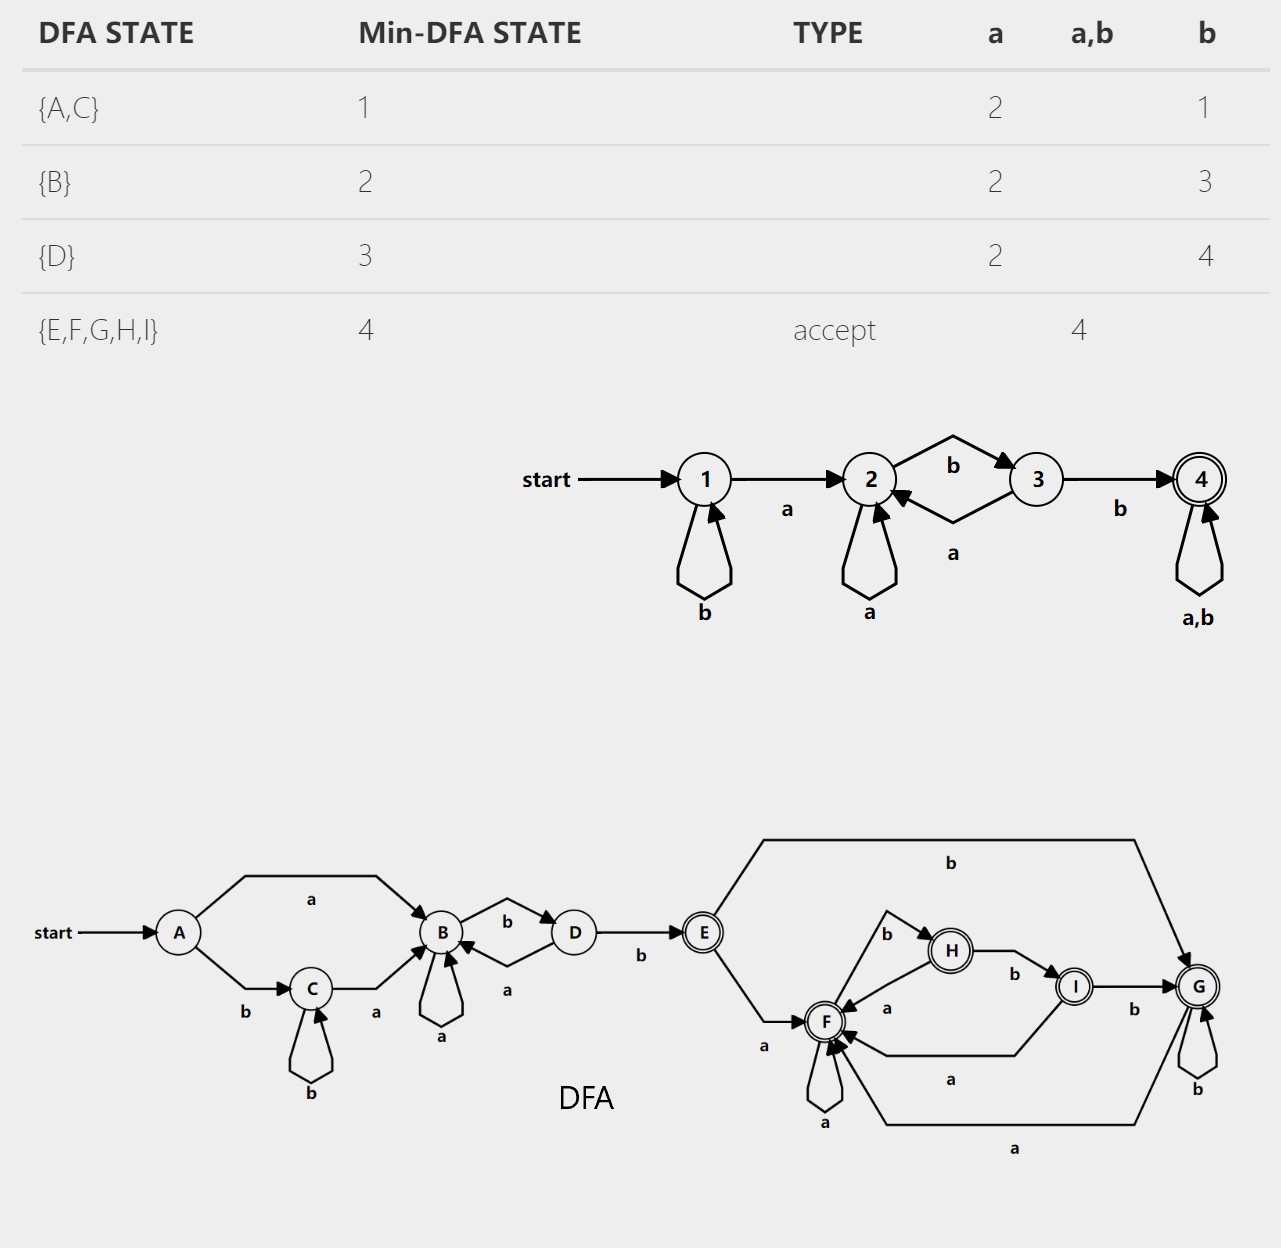 DFA STATE Min-DFA STATE TYPE a a,b b
{A,C} 1 2 1
{B} 2 2 3
{D} 3 2 4
{E,F,G,H,I} 4 accept 4
b
start 1 2 3 4
a b
a
b a a,b
b
a
b H
start A B b D E b
b I G
C a a F b
b a b
a a
a a
b DFA b
a
a